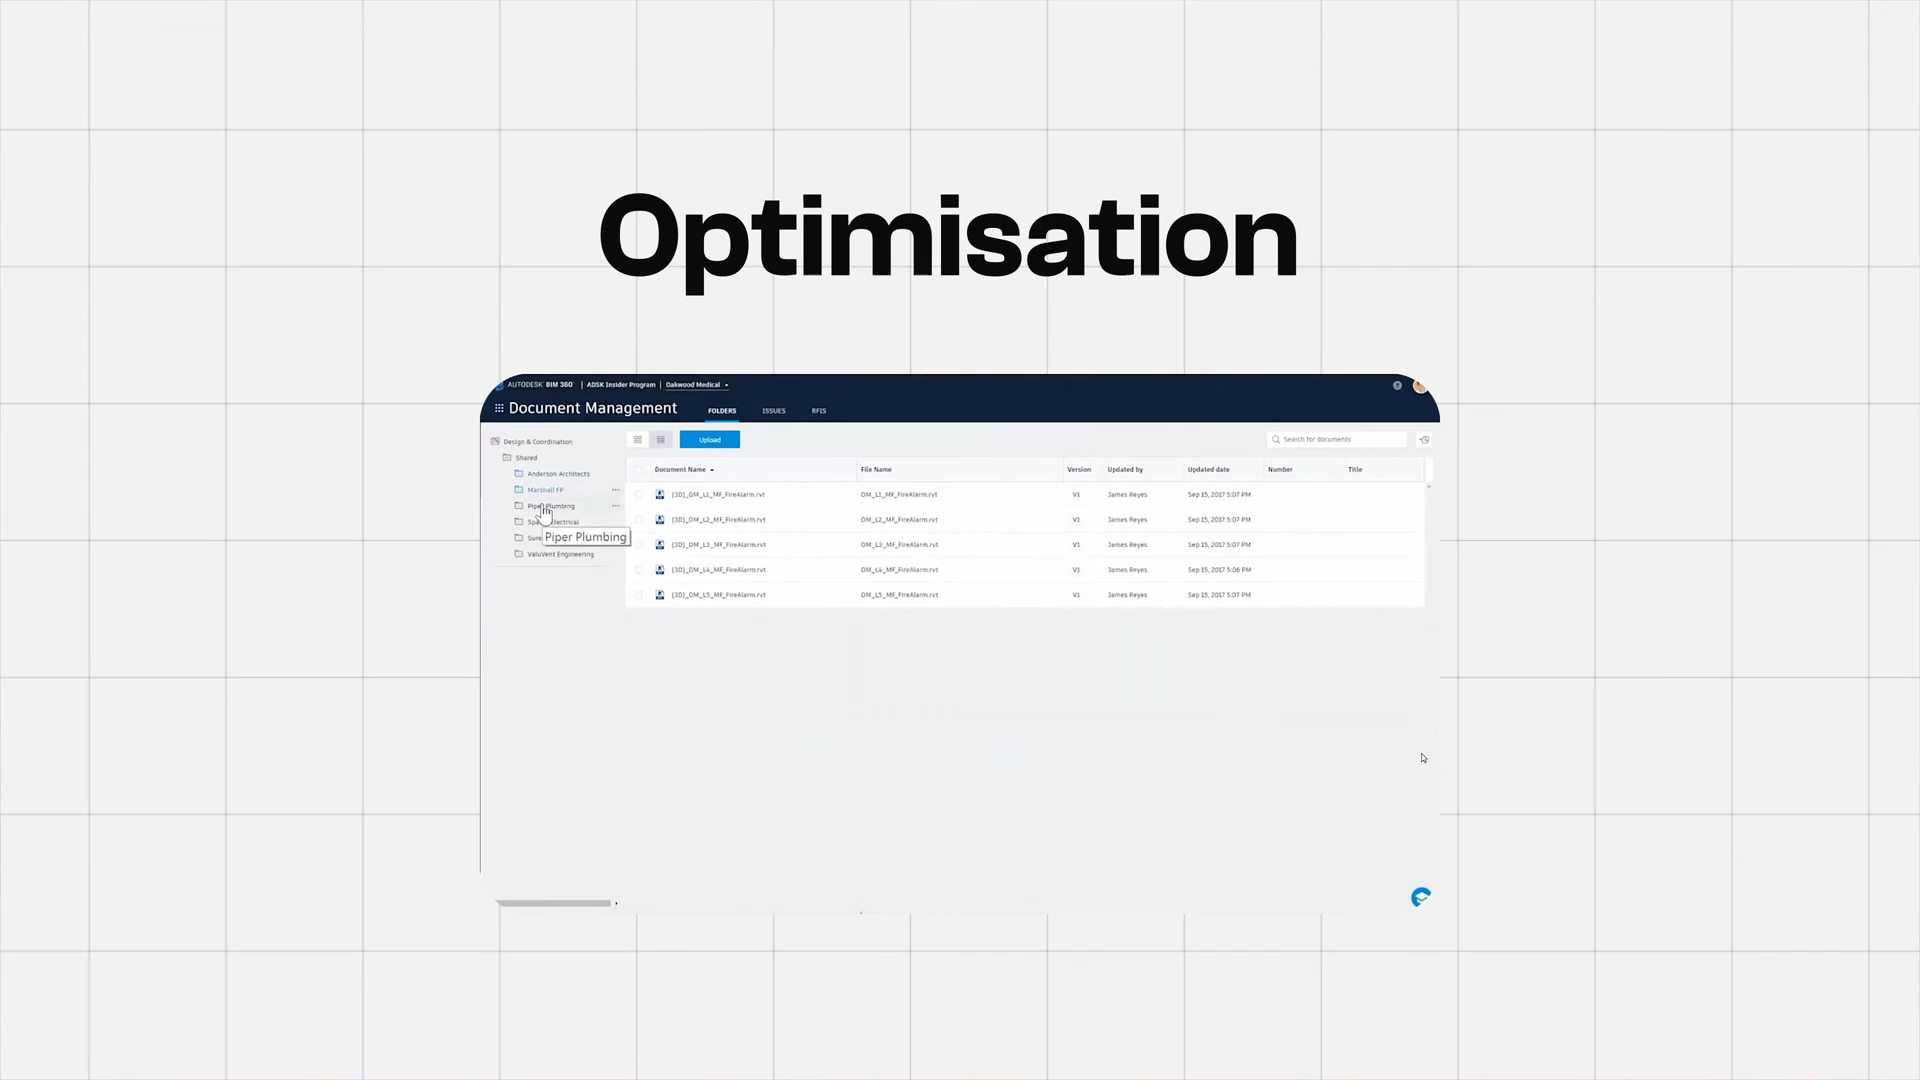 Optimisation
AUTODESK BIM 360 | ADSK Insider Program | Oakwood Medical
Document Management FOLDERS ISSUES RFIS
Design & Coordination
Shared
Anderson Architects
Marshall FP
Piper Plumbing
Electrical
Piper Plumbing
ValuVent Engineering
Upload
Search for documents
Document Name File Name Version Updated by Updated date Number Title
[3D]_OM_L1_MF_FireAlarm.rvt OM_L1_MF_FireAlarm.rvt V1 James Reyes Sep 15, 2017 5:07 PM
[3D]_OM_L2_MF_FireAlarm.rvt OM_L2_MF_FireAlarm.rvt V1 James Reyes Sep 15, 2017 5:07 PM
[3D]_OM_L3_MF_FireAlarm.rvt OM_L3_MF_FireAlarm.rvt V1 James Reyes Sep 15, 2017 5:07 PM
[3D]_OM_L4_MF_FireAlarm.rvt OM_L4_MF_FireAlarm.rvt V1 James Reyes Sep 15, 2017 5:06 PM
[3D]_OM_L5_MF_FireAlarm.rvt OM_L5_MF_FireAlarm.rvt V1 James Reyes Sep 15, 2017 5:07 PM